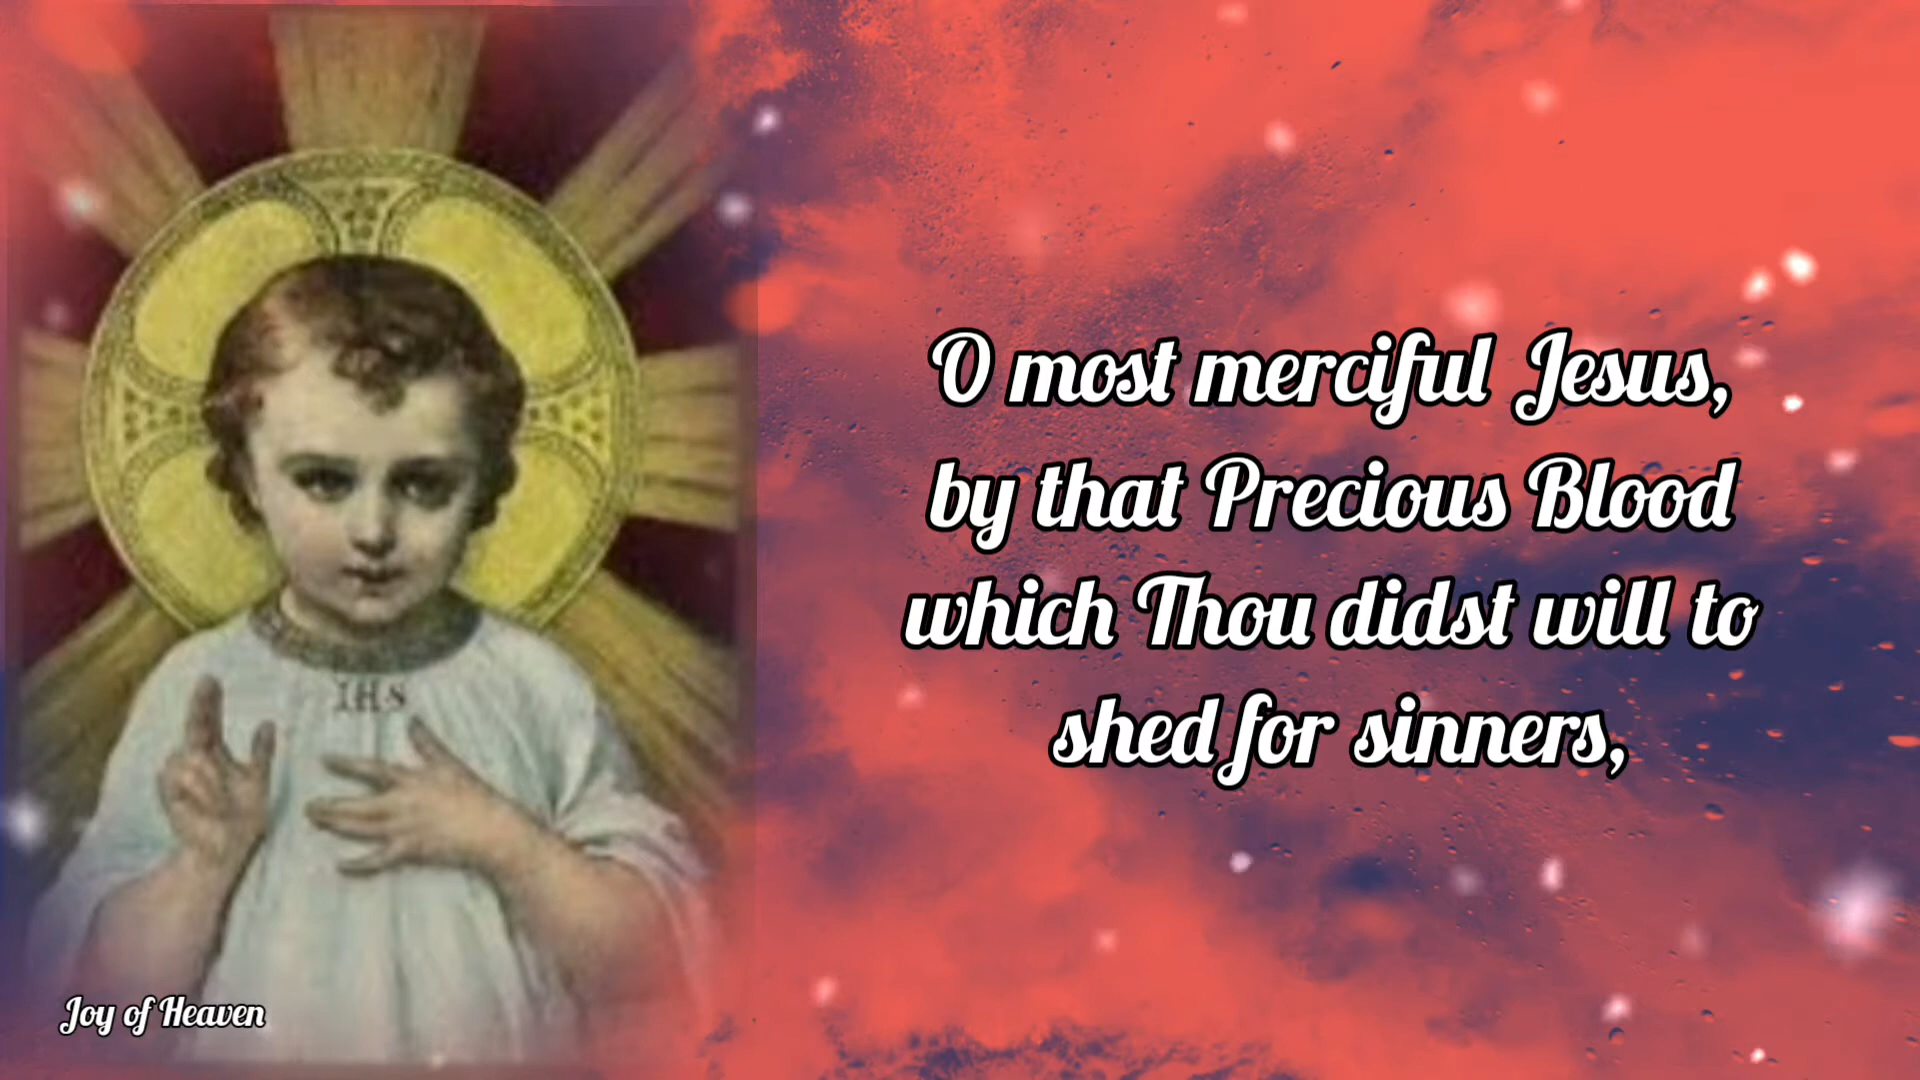 O most merciful Jesus,
by that Precious Blood
which Thou didst will to
shed for sinners,
IHS
Joy of Heaven